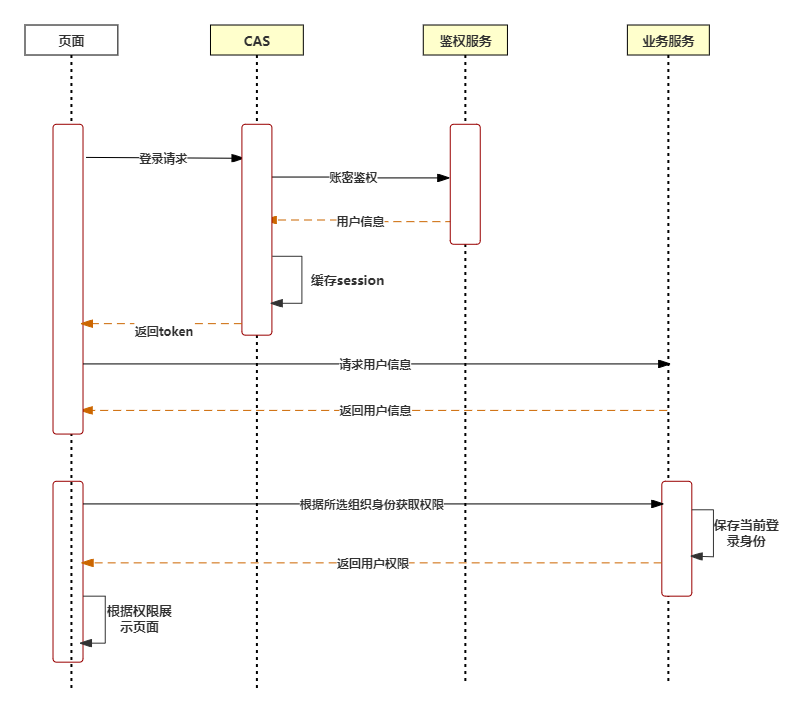 页面
CAS
鉴权服务
业务服务
登录请求
账密鉴权
用户信息
缓存session
返回token
请求用户信息
返回用户信息
根据所选组织身份获取权限
保存当前登
录身份
返回用户权限
根据权限展
示页面